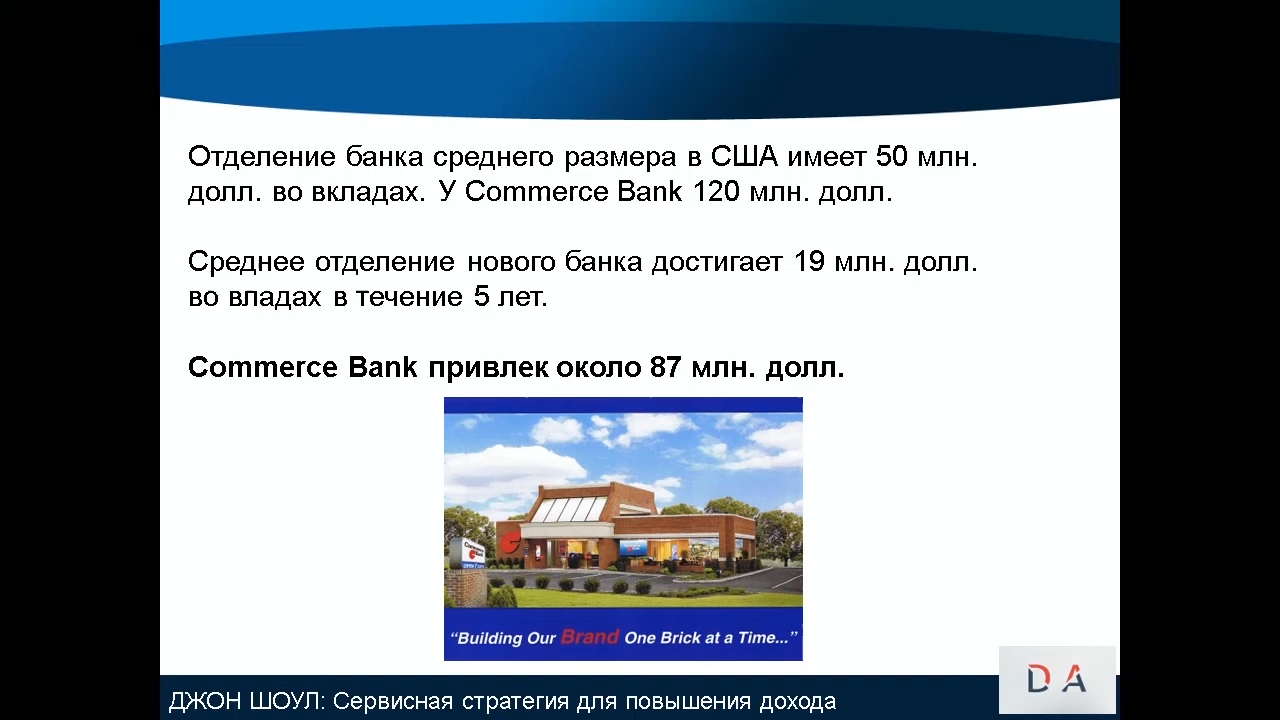 Отделение банка среднего размера в США имеет 50 млн.
долл. во вкладах. У Commerce Bank 120 млн. долл.
Среднее отделение нового банка достигает 19 млн. долл.
во владах в течение 5 лет.
Commerce Bank привлек около 87 млн. долл.
Commerce
Bank
“Building Our Brand One Brick at a Time...”
ДЖОН ШОУЛ: Сервисная стратегия для повышения дохода
DA